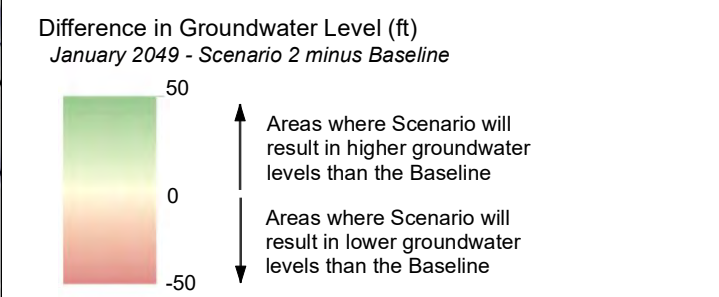 Difference in Groundwater Level (ft)
January 2049 - Scenario 2 minus Baseline
50
Areas where Scenario will
result in higher groundwater
levels than the Baseline
0
Areas where Scenario will
result in lower groundwater
levels than the Baseline
-50